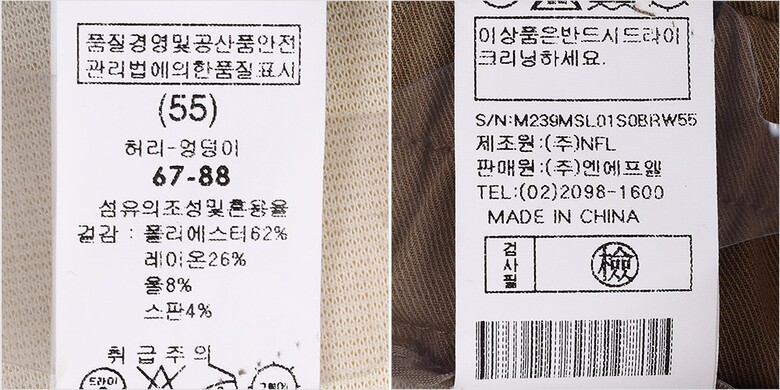 품질경영및공산품안전
관리법에의한품질표시
(55)
허리-엉덩이
67-88
섬유의조성및혼용율
겉감 : 폴리에스터62%
레이온26%
울8%
스판4%
취급주의
드라이
이상품은반드시드라이
크리닝하세요.
S/N:M239MSL01S0BRW55
제조원:(주)NFL
판매원:(주)엔에프엘
TEL:(02)2098-1600
MADE IN CHINA
검사필
檢